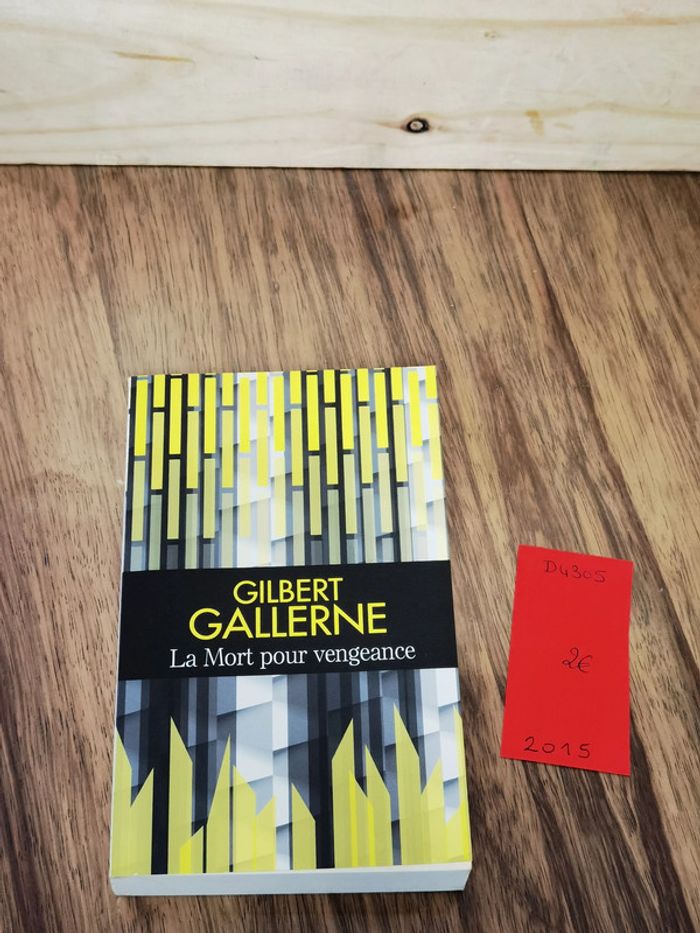 GILBERT
GALLERNE
La Mort pour vengeance
D4305
2€
2015